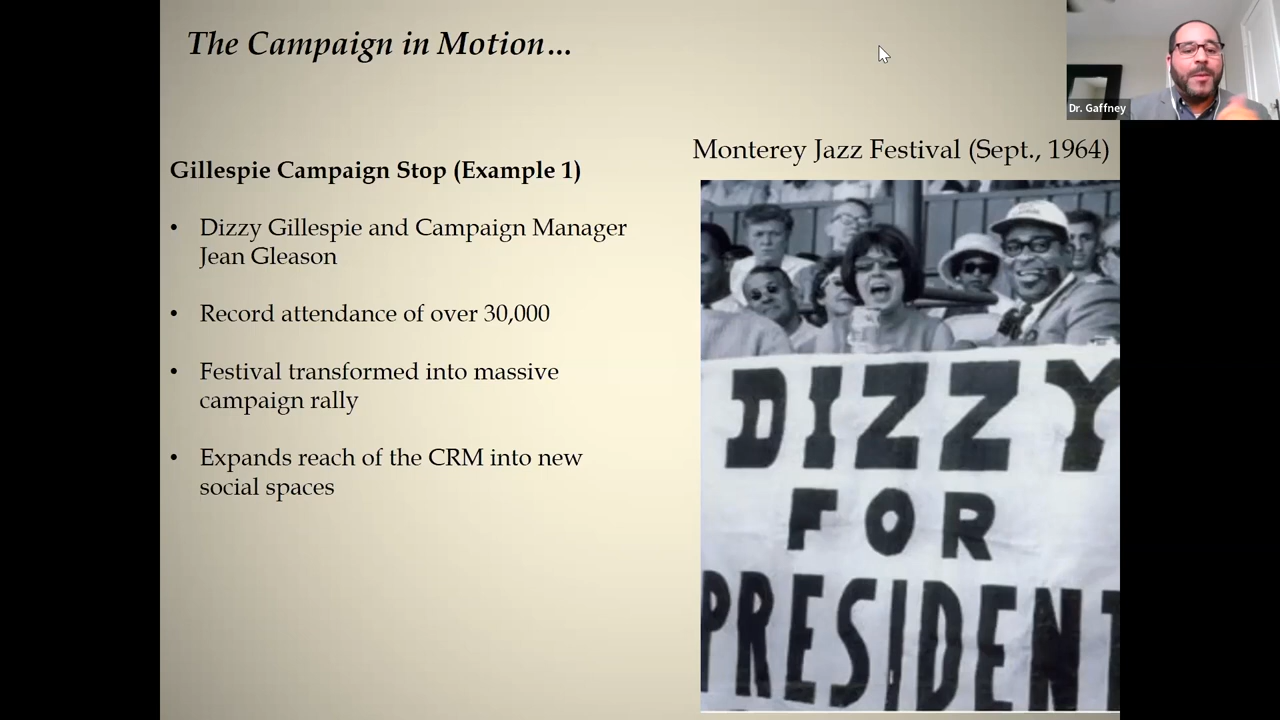 The Campaign in Motion…
Dr. Gaffney
Monterey Jazz Festival (Sept., 1964)
Gillespie Campaign Stop (Example 1)
• Dizzy Gillespie and Campaign Manager
Jean Gleason
• Record attendance of over 30,000
• Festival transformed into massive
campaign rally
• Expands reach of the CRM into new
social spaces
DIZZY
FOR
PRESIDENT